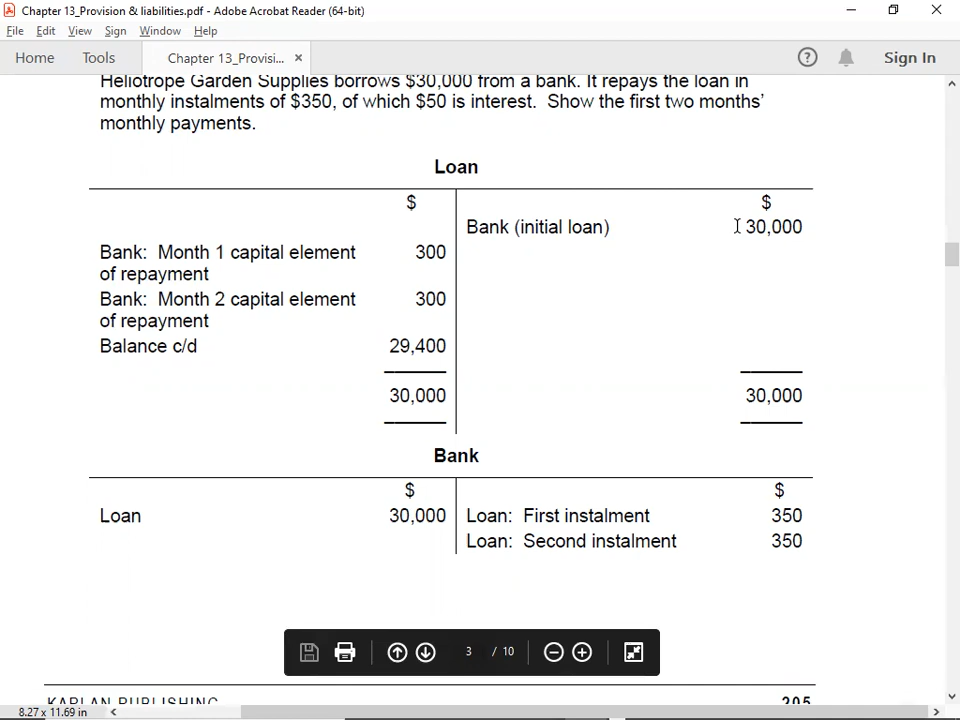 Chapter 13_Provision & liabilities.pdf - Adobe Acrobat Reader (64-bit)
File Edit View Sign Window Help
Home Tools Chapter 13_Provisi... × ? Sign In
Heliotrope Garden Supplies borrows $30,000 from a bank. It repays the loan in
monthly instalments of $350, of which $50 is interest. Show the first two months'
monthly payments.
Loan
$ $
Bank (initial loan) 30,000
Bank: Month 1 capital element 300
of repayment
Bank: Month 2 capital element 300
of repayment
Balance c/d 29,400
30,000 30,000
Bank
$ $
Loan 30,000 Loan: First instalment 350
Loan: Second instalment 350
3 / 10
KAPLAN PUBLISHING 205
8.27 x 11.69 in